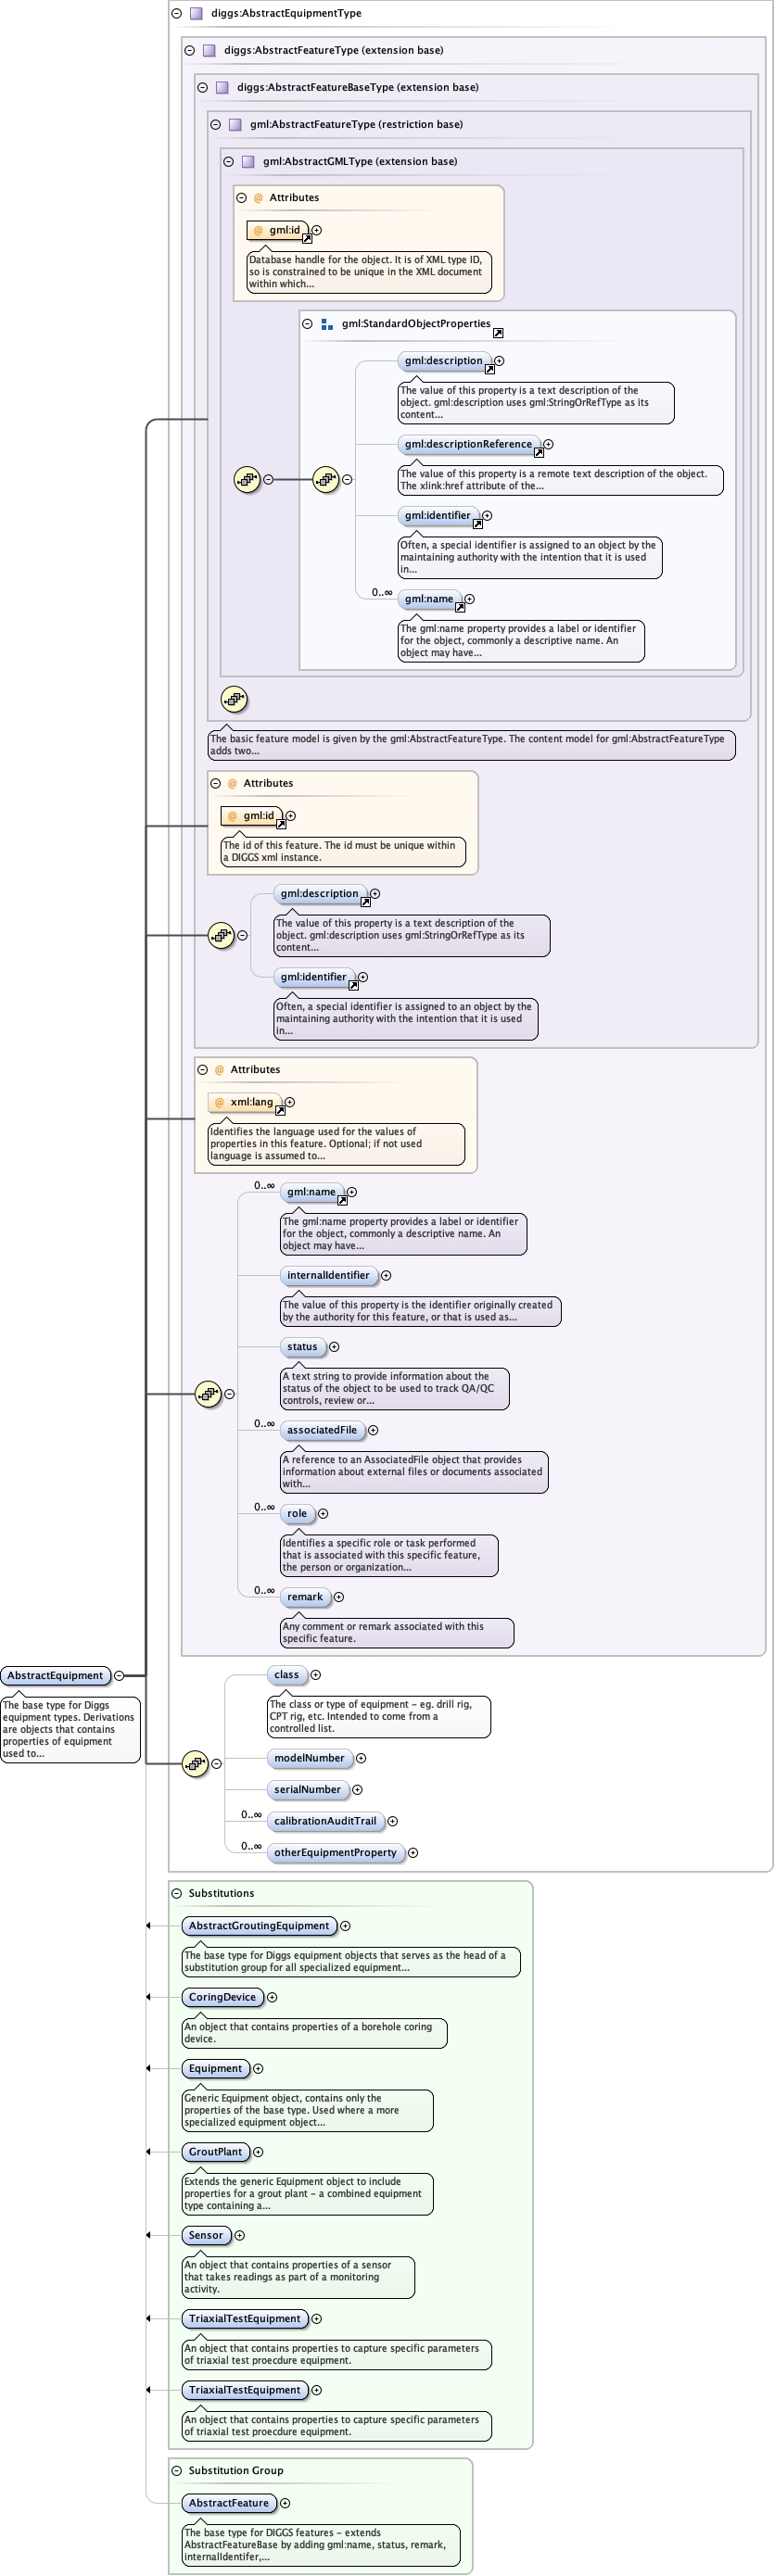 diggs:AbstractEquipmentType
diggs:AbstractFeatureType (extension base)
diggs:AbstractFeatureBaseType (extension base)
gml:AbstractFeatureType (restriction base)
gml:AbstractGMLType (extension base)
@ Attributes
@ gml:id
Database handle for the object. It is of XML type ID,
so is constrained to be unique in the XML document
within which...
gml:StandardObjectProperties
gml:description
The value of this property is a text description of the
object. gml:description uses gml:StringOrRefType as its
content...
gml:descriptionReference
The value of this property is a remote text description of the object.
The xlink:href attribute of the...
gml:identifier
Often, a special identifier is assigned to an object by the
maintaining authority with the intention that it is used
in...
0..∞
gml:name
The gml:name property provides a label or identifier
for the object, commonly a descriptive name. An
object may have...
The basic feature model is given by the gml:AbstractFeatureType. The content model for gml:AbstractFeatureType
adds two...
@ Attributes
@ gml:id
The id of this feature. The id must be unique within
a DIGGS xml instance.
gml:description
The value of this property is a text description of the
object. gml:description uses gml:StringOrRefType as its
content...
gml:identifier
Often, a special identifier is assigned to an object by the
maintaining authority with the intention that it is used
in...
@ Attributes
@ xml:lang
Identifies the language used for the values of
properties in this feature. Optional; if not used
language is assumed to...
0..∞
gml:name
The gml:name property provides a label or identifier
for the object, commonly a descriptive name. An
object may have...
internalIdentifier
The value of this property is the identifier originally created
by the authority for this feature, or that is used as...
status
A text string to provide information about the
status of the object to be used to track QA/QC
controls, review or...
0..∞
associatedFile
A reference to an AssociatedFile object that provides
information about external files or documents associated
with...
0..∞
role
Identifies a specific role or task performed
that is associated with this specific feature,
the person or organization...
0..∞
remark
Any comment or remark associated with this
specific feature.
AbstractEquipment
The base type for Diggs
equipment types. Derivations
are objects that contains
properties of equipment
used to...
class
The class or type of equipment – eg. drill rig,
CPT rig, etc. Intended to come from a
controlled list.
modelNumber
serialNumber
0..∞
calibrationAuditTrail
0..∞
otherEquipmentProperty
Substitutions
AbstractGroutingEquipment
The base type for Diggs equipment objects that serves as the head of a
substitution group for all specialized equipment...
CoringDevice
An object that contains properties of a borehole coring
device.
Equipment
Generic Equipment object, contains only the
properties of the base type. Used where a more
specialized equipment object...
GroutPlant
Extends the generic Equipment object to include
properties for a grout plant – a combined equipment
type containing a...
Sensor
An object that contains properties of a sensor
that takes readings as part of a monitoring
activity.
TriaxialTestEquipment
An object that contains properties to capture specific parameters
of triaxial test proecdure equipment.
TriaxialTestEquipment
An object that contains properties to capture specific parameters
of triaxial test proecdure equipment.
Substitution Group
AbstractFeature
The base type for DIGGS features – extends
AbstractFeatureBase by adding gml:name, status, remark,
internalIdentifer,...